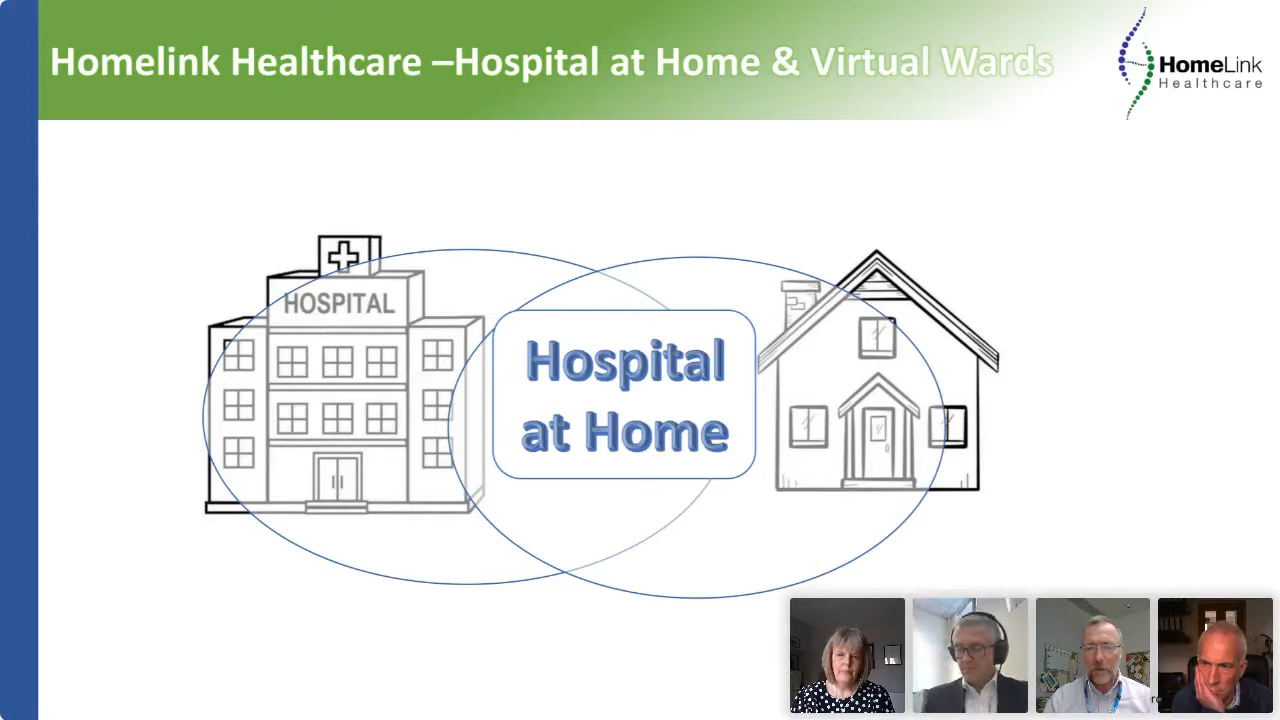 Homelink Healthcare –Hospital at Home & Virtual Wards
HomeLink
Healthcare
HOSPITAL
Hospital
at Home